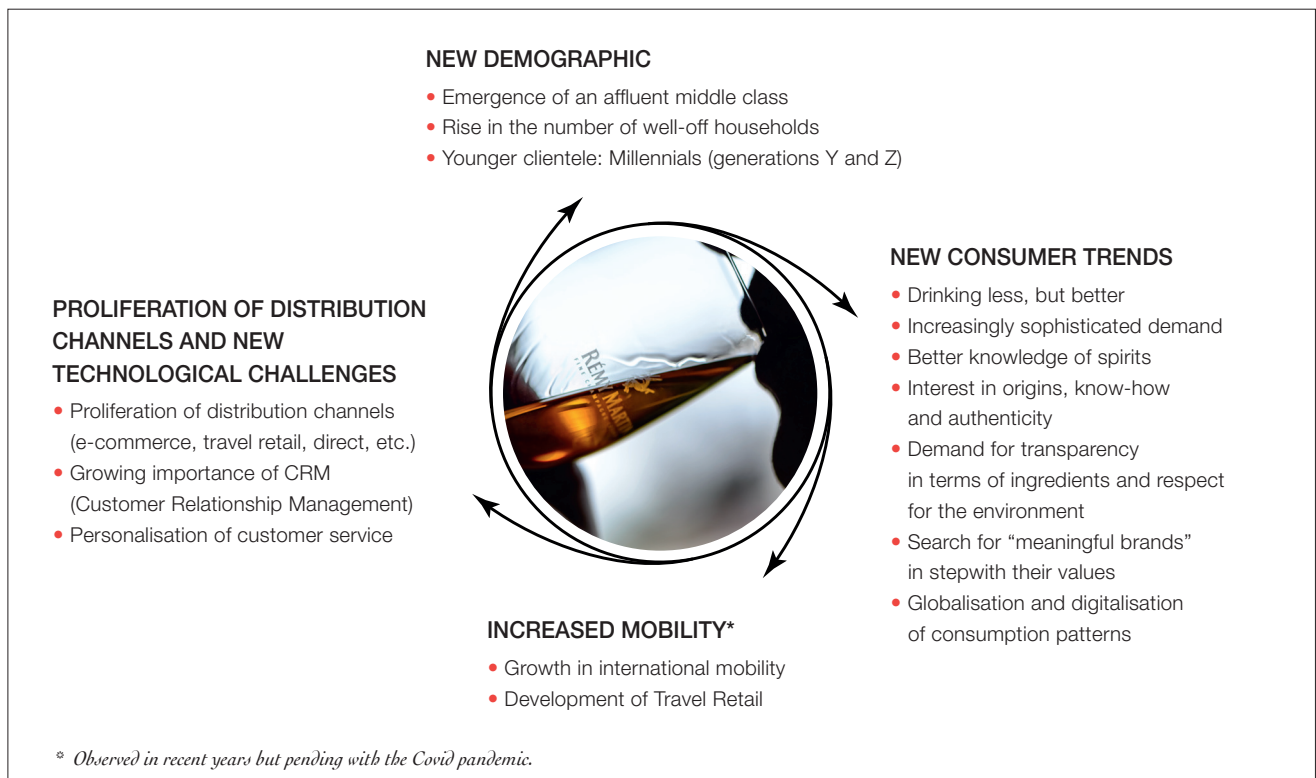 NEW DEMOGRAPHIC
• Emergence of an affluent middle class
• Rise in the number of well-off households
• Younger clientele: Millennials (generations Y and Z)
NEW CONSUMER TRENDS
• Drinking less, but better
• Increasingly sophisticated demand
• Better knowledge of spirits
• Interest in origins, know-how
and authenticity
• Demand for transparency
in terms of ingredients and respect
for the environment
• Search for “meaningful brands”
in stepwith their values
• Globalisation and digitalisation
of consumption patterns
INCREASED MOBILITY*
• Growth in international mobility
• Development of Travel Retail
PROLIFERATION OF DISTRIBUTION
CHANNELS AND NEW
TECHNOLOGICAL CHALLENGES
• Proliferation of distribution channels
(e-commerce, travel retail, direct, etc.)
• Growing importance of CRM
(Customer Relationship Management)
• Personalisation of customer service
RÉMY MARTI
* Observed in recent years but pending with the Covid pandemic.